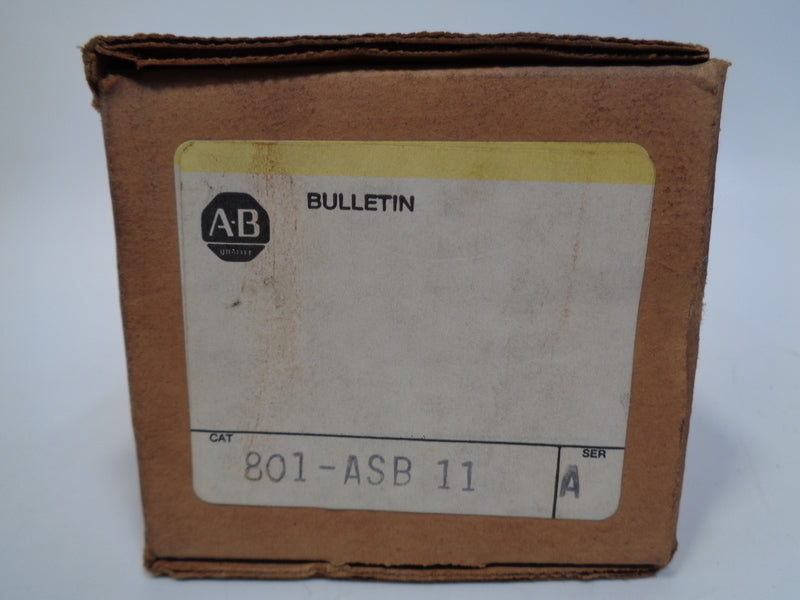 A-B
QUALITY
BULLETIN
CAT
SER
801-ASB 11
A